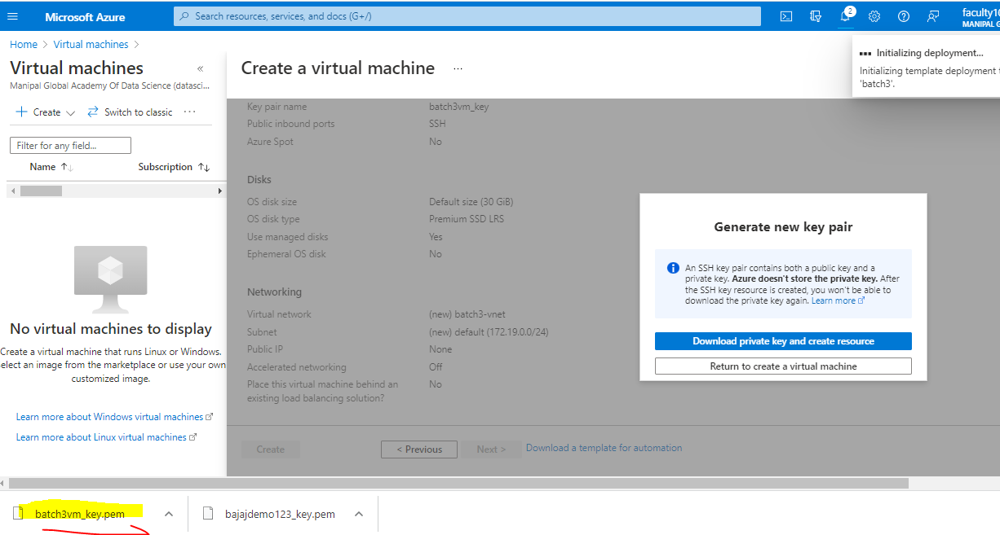 Microsoft Azure
Search resources, services, and docs (G+/)
2
faculty10
MANIPAL G
Home > Virtual machines >
Virtual machines
«
Manipal Global Academy Of Data Science (datasci...
+ Create
Switch to classic
...
Filter for any field...
Name ↑↓
Subscription ↑↓
No virtual machines to display
Create a virtual machine that runs Linux or Windows.
elect an image from the marketplace or use your own
customized image.
Learn more about Windows virtual machines
Learn more about Linux virtual machines
Create a virtual machine
...
Initializing deployment...
Initializing template deployment
'batch3'.
Key pair name batch3vm_key
Public inbound ports SSH
Azure Spot No
Disks
OS disk size Default size (30 GiB)
OS disk type Premium SSD LRS
Use managed disks Yes
Ephemeral OS disk No
Networking
Virtual network (new) batch3-vnet
Subnet (new) default (172.19.0.0/24)
Public IP None
Accelerated networking Off
Place this virtual machine behind an No
existing load balancing solution?
Generate new key pair
An SSH key pair contains both a public key and a
private key. Azure doesn't store the private key. After
the SSH key resource is created, you won't be able to
download the private key again. Learn more
Download private key and create resource
Return to create a virtual machine
Create
< Previous
Next >
Download a template for automation
batch3vm_key.pem
bajajdemo123_key.pem